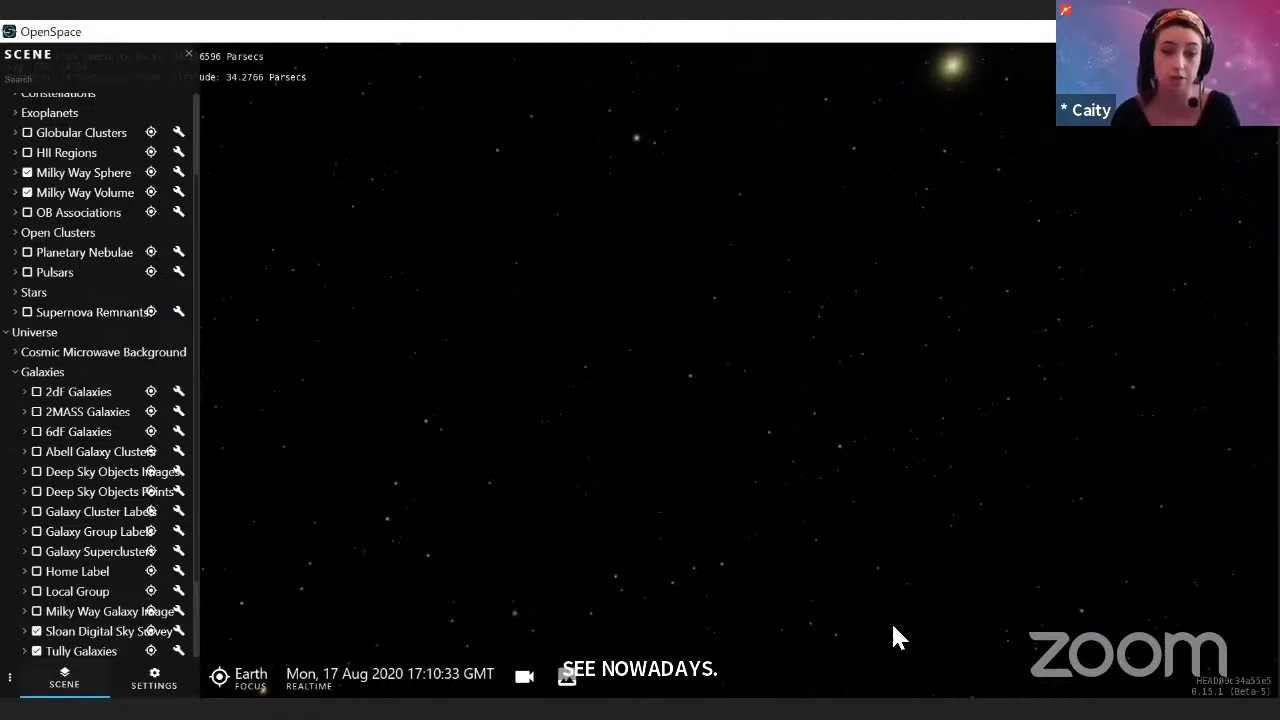 OpenSpace
SCENE
6596 Parsecs
Search
ude: 34.2766 Parsecs
Constellations
Exoplanets
Globular Clusters
HII Regions
Milky Way Sphere
Milky Way Volume
OB Associations
Open Clusters
Planetary Nebulae
Pulsars
Stars
Supernova Remnants
Universe
Cosmic Microwave Background
Galaxies
2dF Galaxies
2MASS Galaxies
6dF Galaxies
Abell Galaxy Clusters
Deep Sky Objects Images
Deep Sky Objects Points
Galaxy Cluster Labels
Galaxy Group Labels
Galaxy Superclusters
Home Label
Local Group
Milky Way Galaxy Image
Sloan Digital Sky Survey
Tully Galaxies
SCENE
SETTINGS
Earth
FOCUS
Mon, 17 Aug 2020 17:10:33 GMT
REALTIME
SEE NOWADAYS.
* Caity
zoom
0.15.1 (Beta-5)